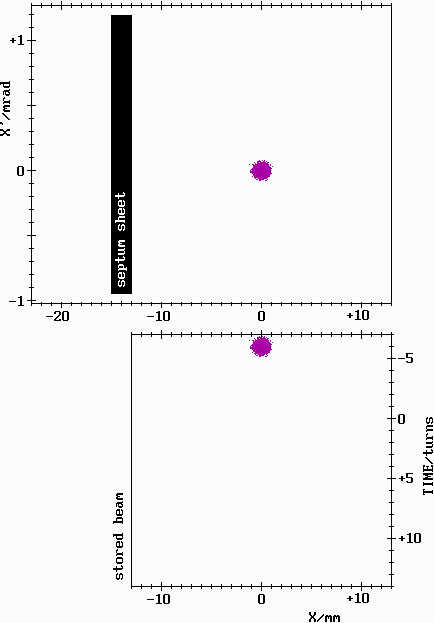 +1
X'/mrad
0
septum sheet
-1
-20
-10
0
+10
-5
0
+5
TIME/turns
+10
stored beam
-10
0
+10
X/mm